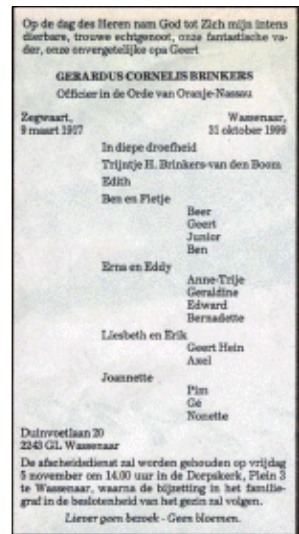 Op de dag des Heren nam God tot Zich mijn intens
dierbare, trouwe echtgenoot, onze fantastische va-
der, onze onvergetelijke opa Geert
GERARDUS CORNELIS BRINKERS
Officier in de Orde van Oranje-Nassau
Zegwaart, Wassenaar,
9 maart 1917 31 oktober 1999
In diepe droefheid
Trijntje H. Brinkers-van den Boom
Edith
Ben en Pietje
Beer
Geert
Junior
Ben
Erna en Eddy
Anne-Trije
Geraldine
Edward
Bernadette
Liesbeth en Erik
Geert Hein
Axel
Joannette
Pim
Gé
Nonette
Duinvoetlaan 20
2243 GL Wassenaar
De afscheidsdienst zal worden gehouden op vrijdag
5 november om 14.00 uur in de Dorpskerk, Plein 3
te Wassenaar, waarna de bijzetting in het familie-
graf in de beslotenheid van het gezin zal volgen.
Liever geen bezoek - Geen bloemen.